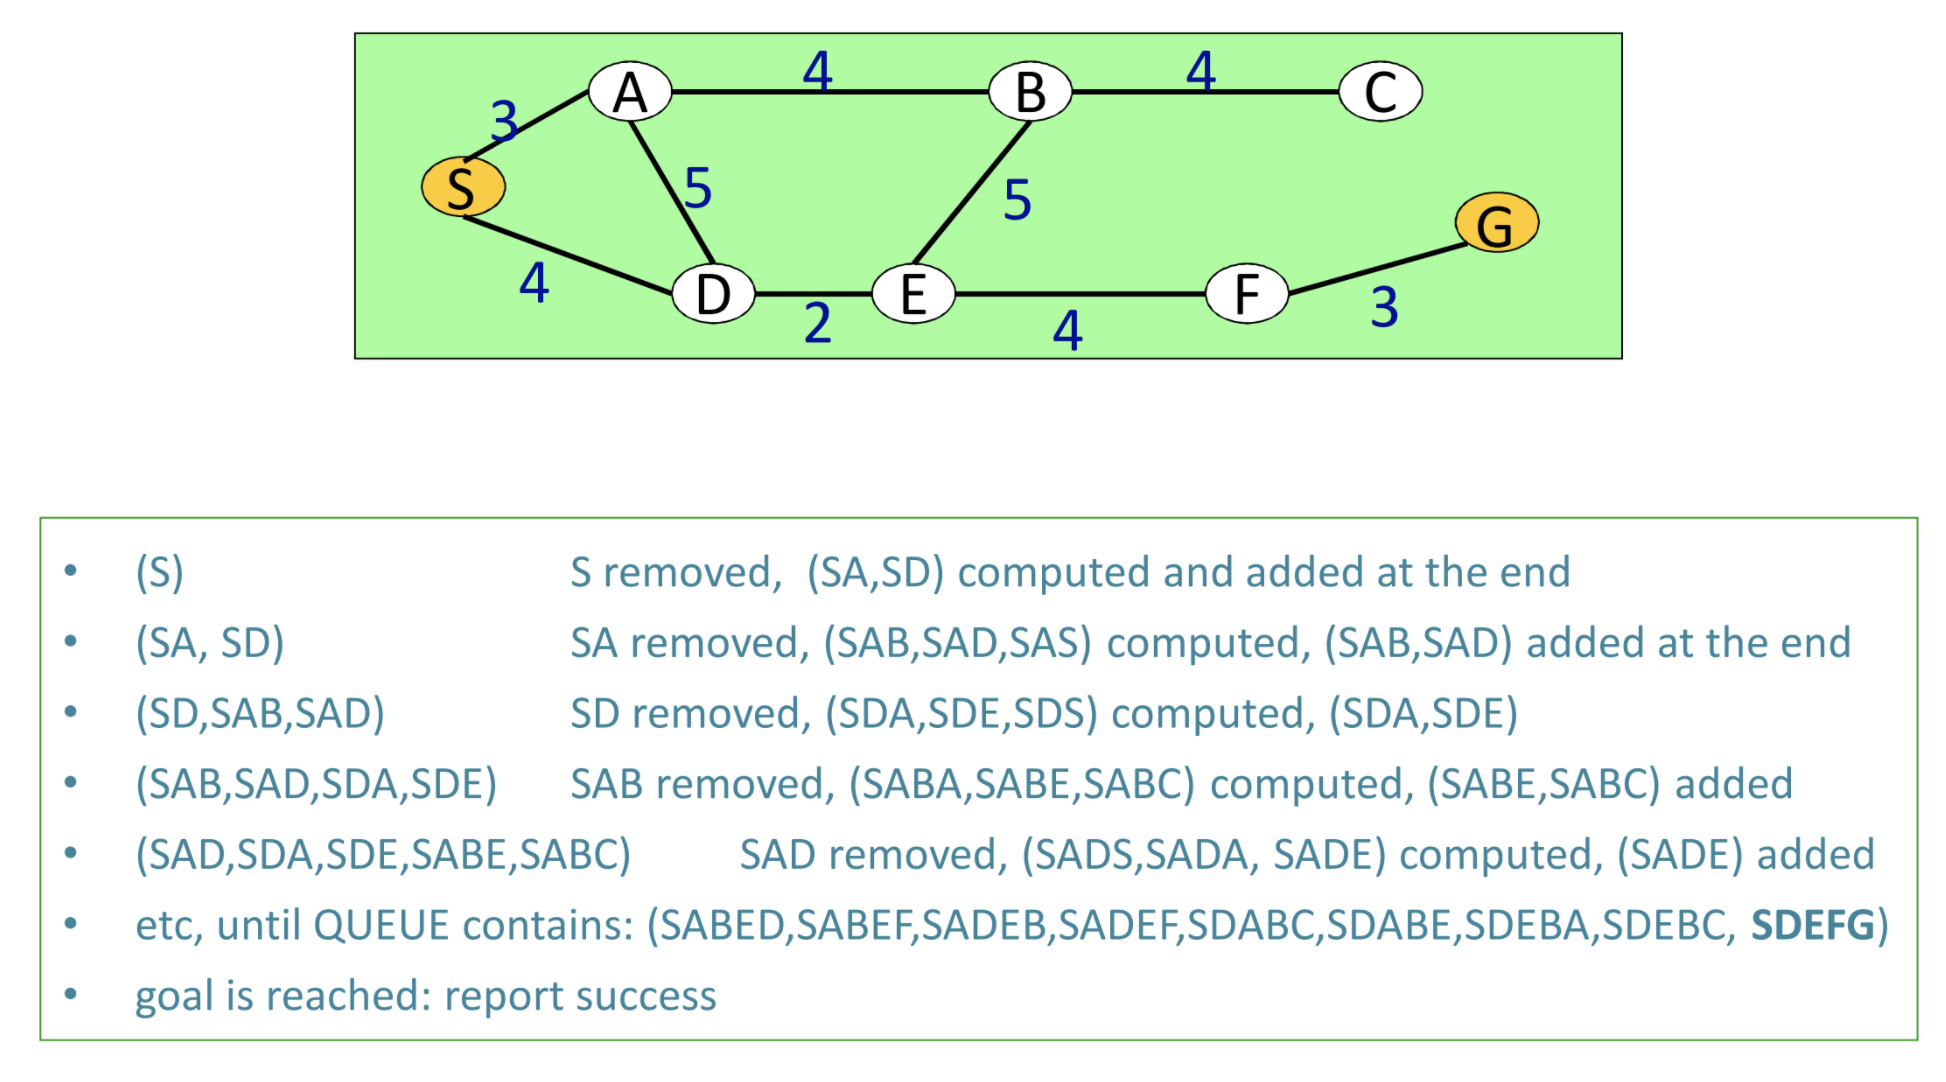 4
4
A
B
C
3
S
5
5
G
4
D
E
F
2
4
3
• (S) S removed, (SA,SD) computed and added at the end
• (SA, SD) SA removed, (SAB,SAD,SAS) computed, (SAB,SAD) added at the end
• (SD,SAB,SAD) SD removed, (SDA,SDE,SDS) computed, (SDA,SDE)
• (SAB,SAD,SDA,SDE) SAB removed, (SABA,SABE,SABC) computed, (SABE,SABC) added
• (SAD,SDA,SDE,SABE,SABC) SAD removed, (SADS,SADA, SADE) computed, (SADE) added
• etc, until QUEUE contains: (SABED,SABEF,SADEB,SADEF,SDABC,SDABE,SDEBA,SDEBC, SDEFG)
• goal is reached: report success